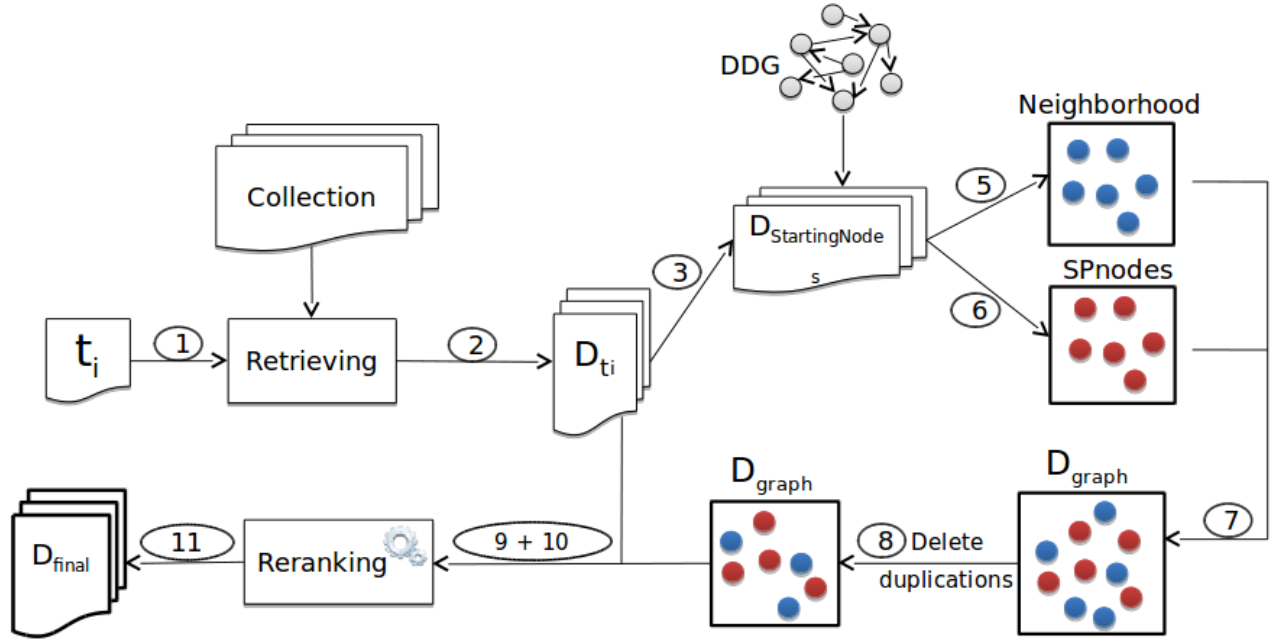 DDG
Neighborhood
Collection
5
D StartingNode
s
3
SPnodes
6
t i
1
Retrieving
2
D ti
D graph
D graph
7
D final
11
Reranking
9 + 10
8 Delete
duplications